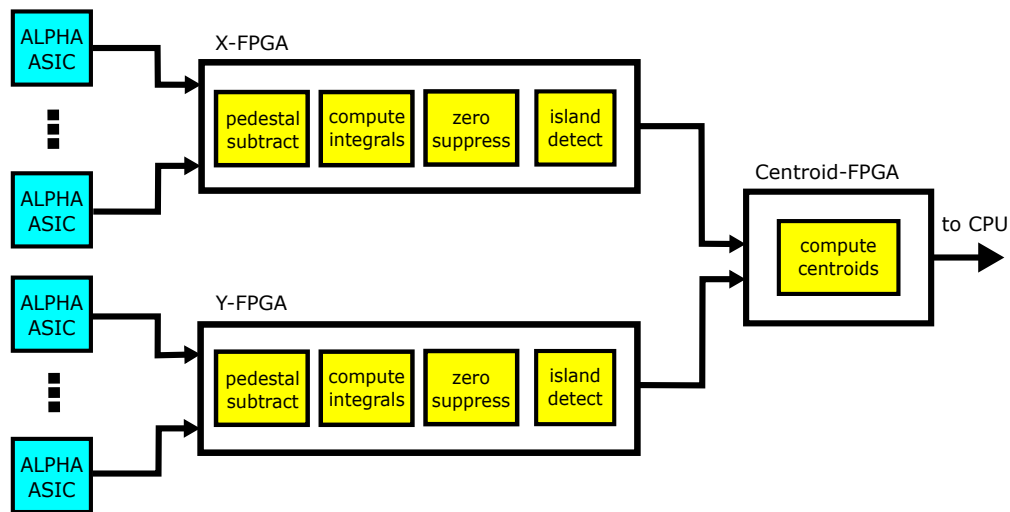 ALPHA
ASIC
ALPHA
ASIC
X-FPGA
pedestal
subtract
compute
integrals
zero
suppress
island
detect
Centroid-FPGA
compute
centroids
to CPU
ALPHA
ASIC
ALPHA
ASIC
Y-FPGA
pedestal
subtract
compute
integrals
zero
suppress
island
detect